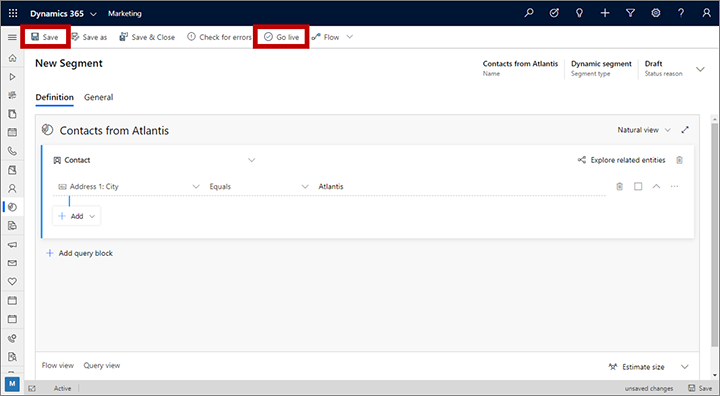 Dynamics 365 Marketing
Save Save as Save & Close Check for errors Go live Flow
New Segment
Contacts from Atlantis Dynamic segment Draft
Name Segment type Status reason
Definition General
Contacts from Atlantis Natural view
Contact Explore related entities
Address 1: City Equals Atlantis
Add
Add query block
Flow view Query view Estimate size
M
Active unsaved changes Save